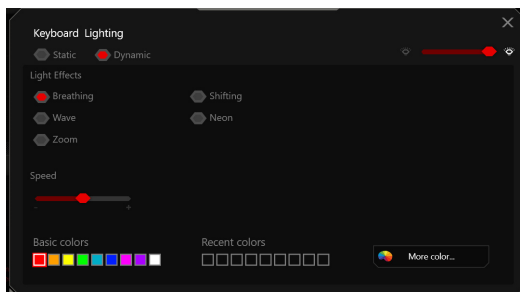 Keyboard Lighting
Static Dynamic
Light Effects
Breathing Shifting
Wave Neon
Zoom
Speed
- +
Basic colors Recent colors
More color...